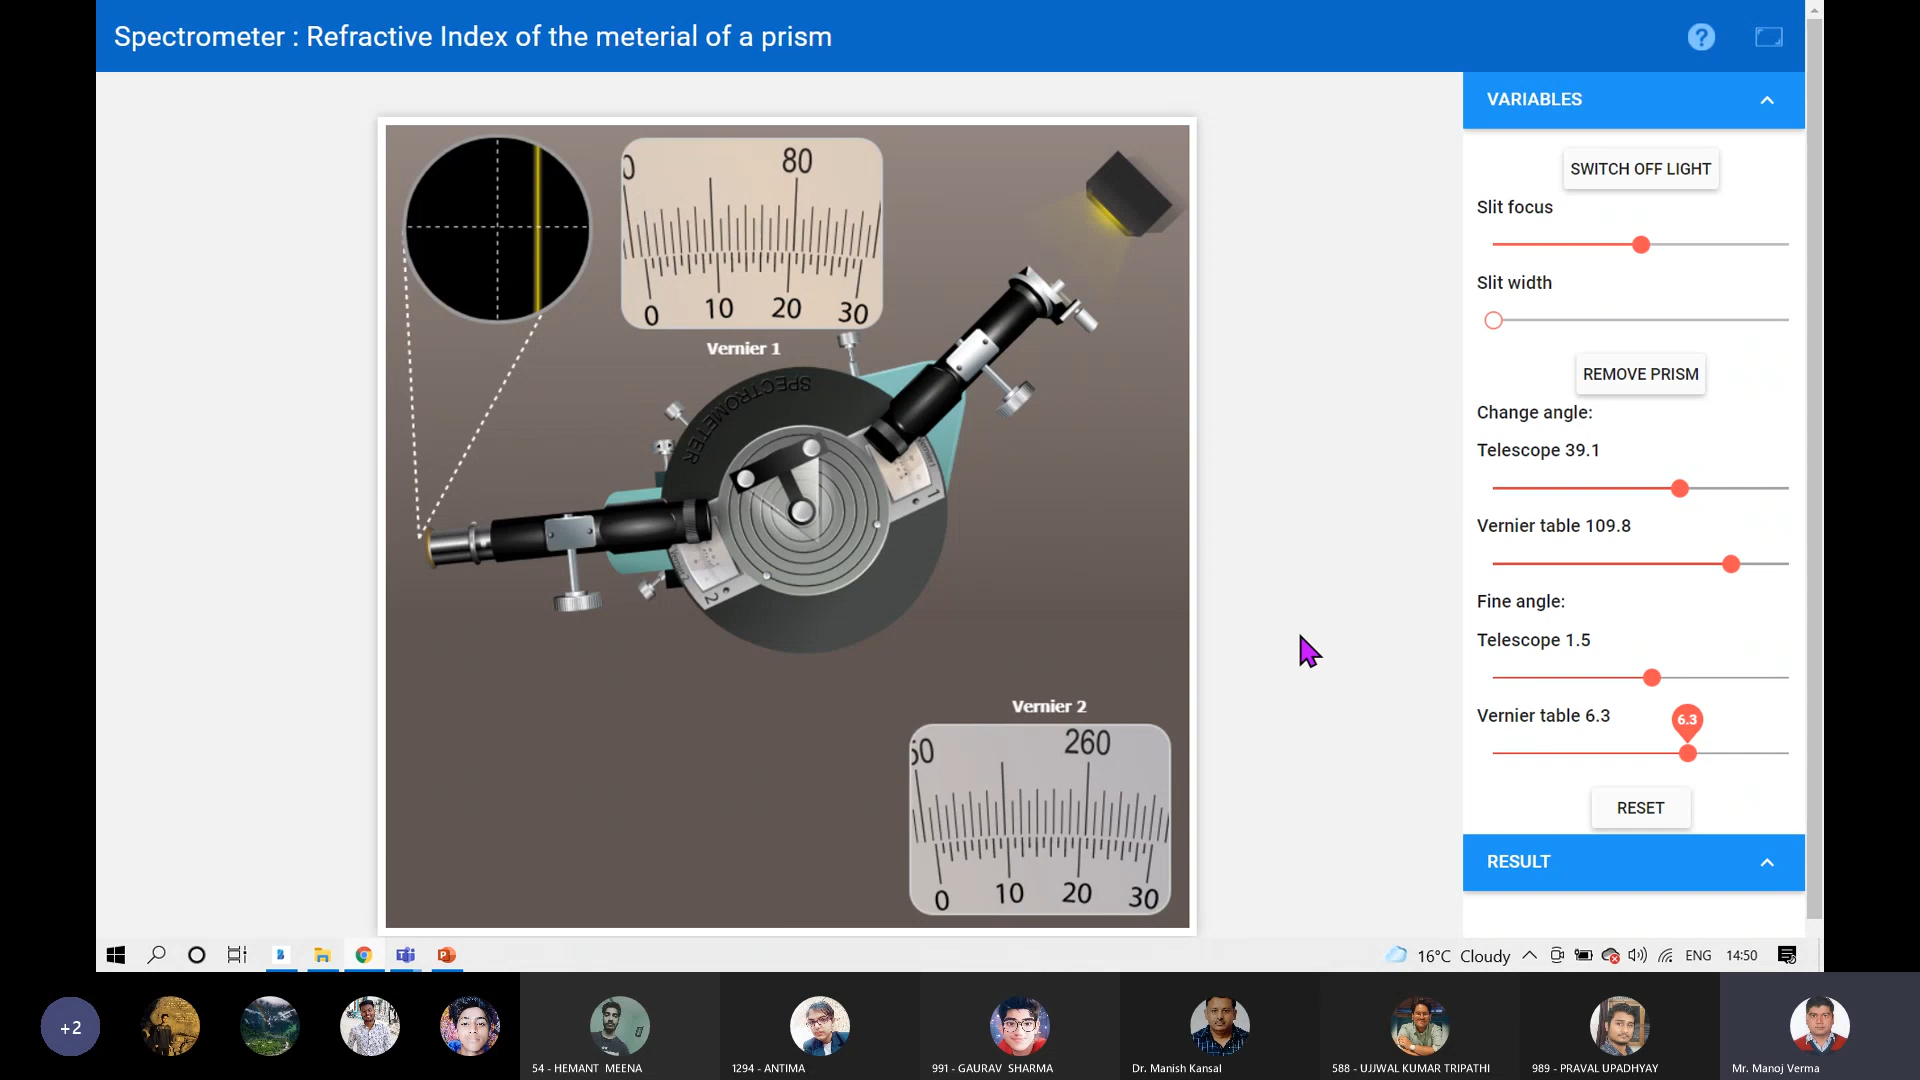 Spectrometer : Refractive Index of the meterial of a prism
?
VARIABLES
SWITCH OFF LIGHT
Slit focus
Slit width
REMOVE PRISM
Change angle:
Telescope 39.1
Vernier table 109.8
Fine angle:
Telescope 1.5
Vernier table 6.3
6.3
RESET
RESULT
0 80
0 10 20 30
Vernier 1
SPECTROMETER
1
2
Vernier 2
60 260
0 10 20 30
16°C Cloudy
ENG
14:50
+2
54 - HEMANT MEENA
1294 - ANTIMA
991 - GAURAV SHARMA
Dr. Manish Kansal
588 - UJJWAL KUMAR TRIPATHI
989 - PRAVAL UPADHYAY
Mr. Manoj Verma